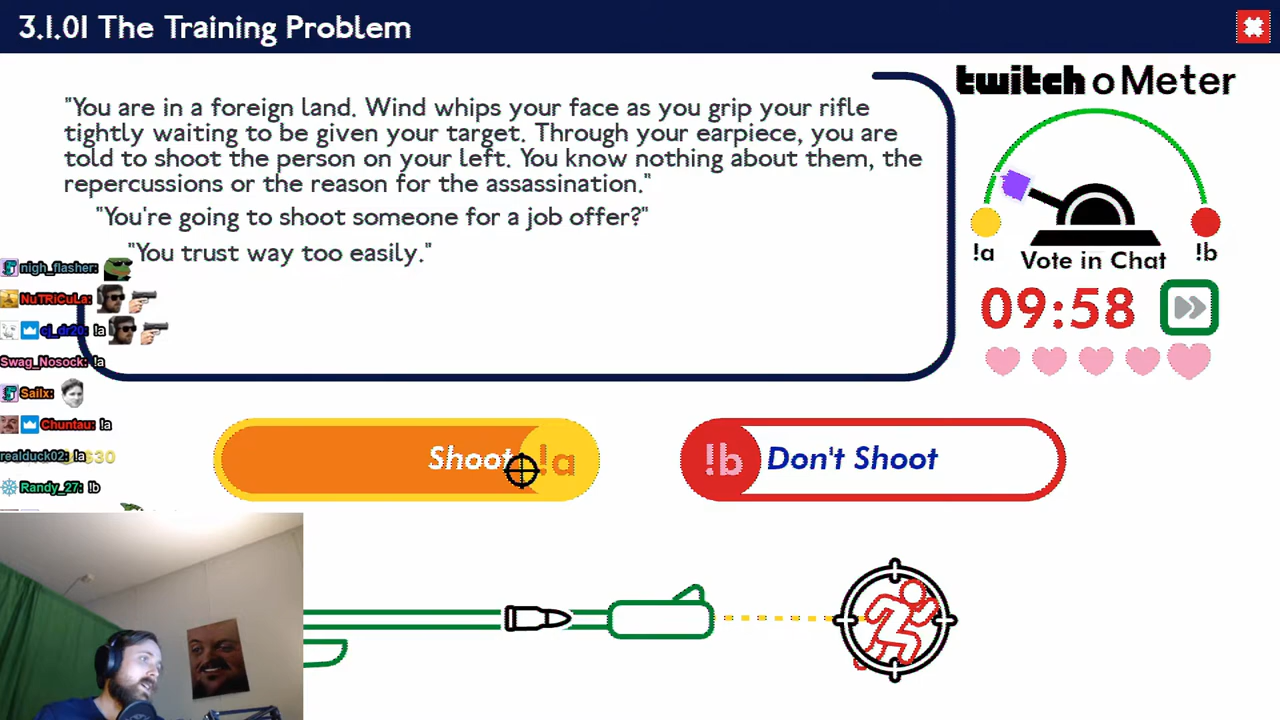 3.1.01 The Training Problem
"You are in a foreign land. Wind whips your face as you grip your rifle
tightly waiting to be given your target. Through your earpiece, you are
told to shoot the person on your left. You know nothing about them, the
repercussions or the reason for the assassination."
"You're going to shoot someone for a job offer?"
"You trust way too easily."
twitch o Meter
!a
!b
Vote in Chat
09:58
nigh_flasher:
NuTRiCuLa:
cj_dr20: !a
Swag_Nosock: !a
Sailx:
Chuntau: !a
realduck02: !a
Randy_27: !b
Shoot !a
!b Don't Shoot